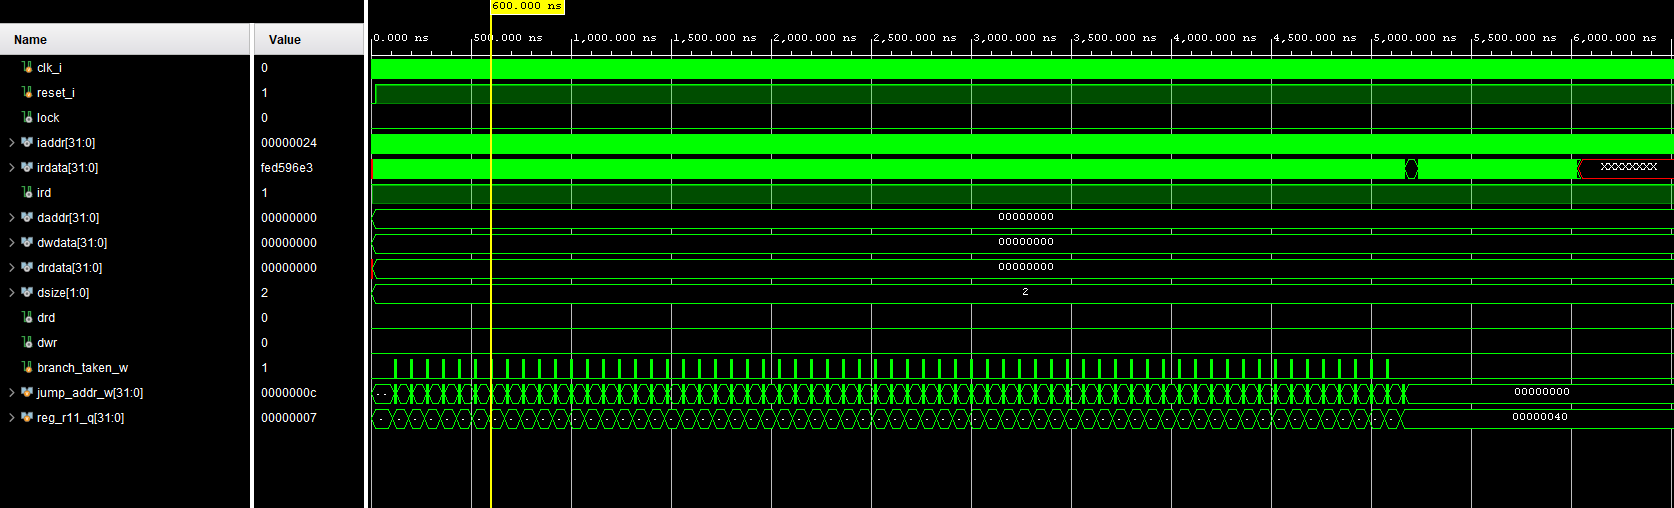 600.000 ns
Name Value
0.000 ns 500.000 ns 1,000.000 ns 1,500.000 ns 2,000.000 ns 2,500.000 ns 3,000.000 ns 3,500.000 ns 4,000.000 ns 4,500.000 ns 5,000.000 ns 5,500.000 ns 6,000.000 ns
clk_i 0
reset_i 1
lock 0
iaddr[31:0] 00000024
irdata[31:0] fed596e3 XXXXXXXX
ird 1
daddr[31:0] 00000000 00000000
dwdata[31:0] 00000000 00000000
drdata[31:0] 00000000 00000000
dsize[1:0] 2 2
drd 0
dwr 0
branch_taken_w 1
jump_addr_w[31:0] 0000000c 00000000
reg_r11_q[31:0] 00000007 00000040